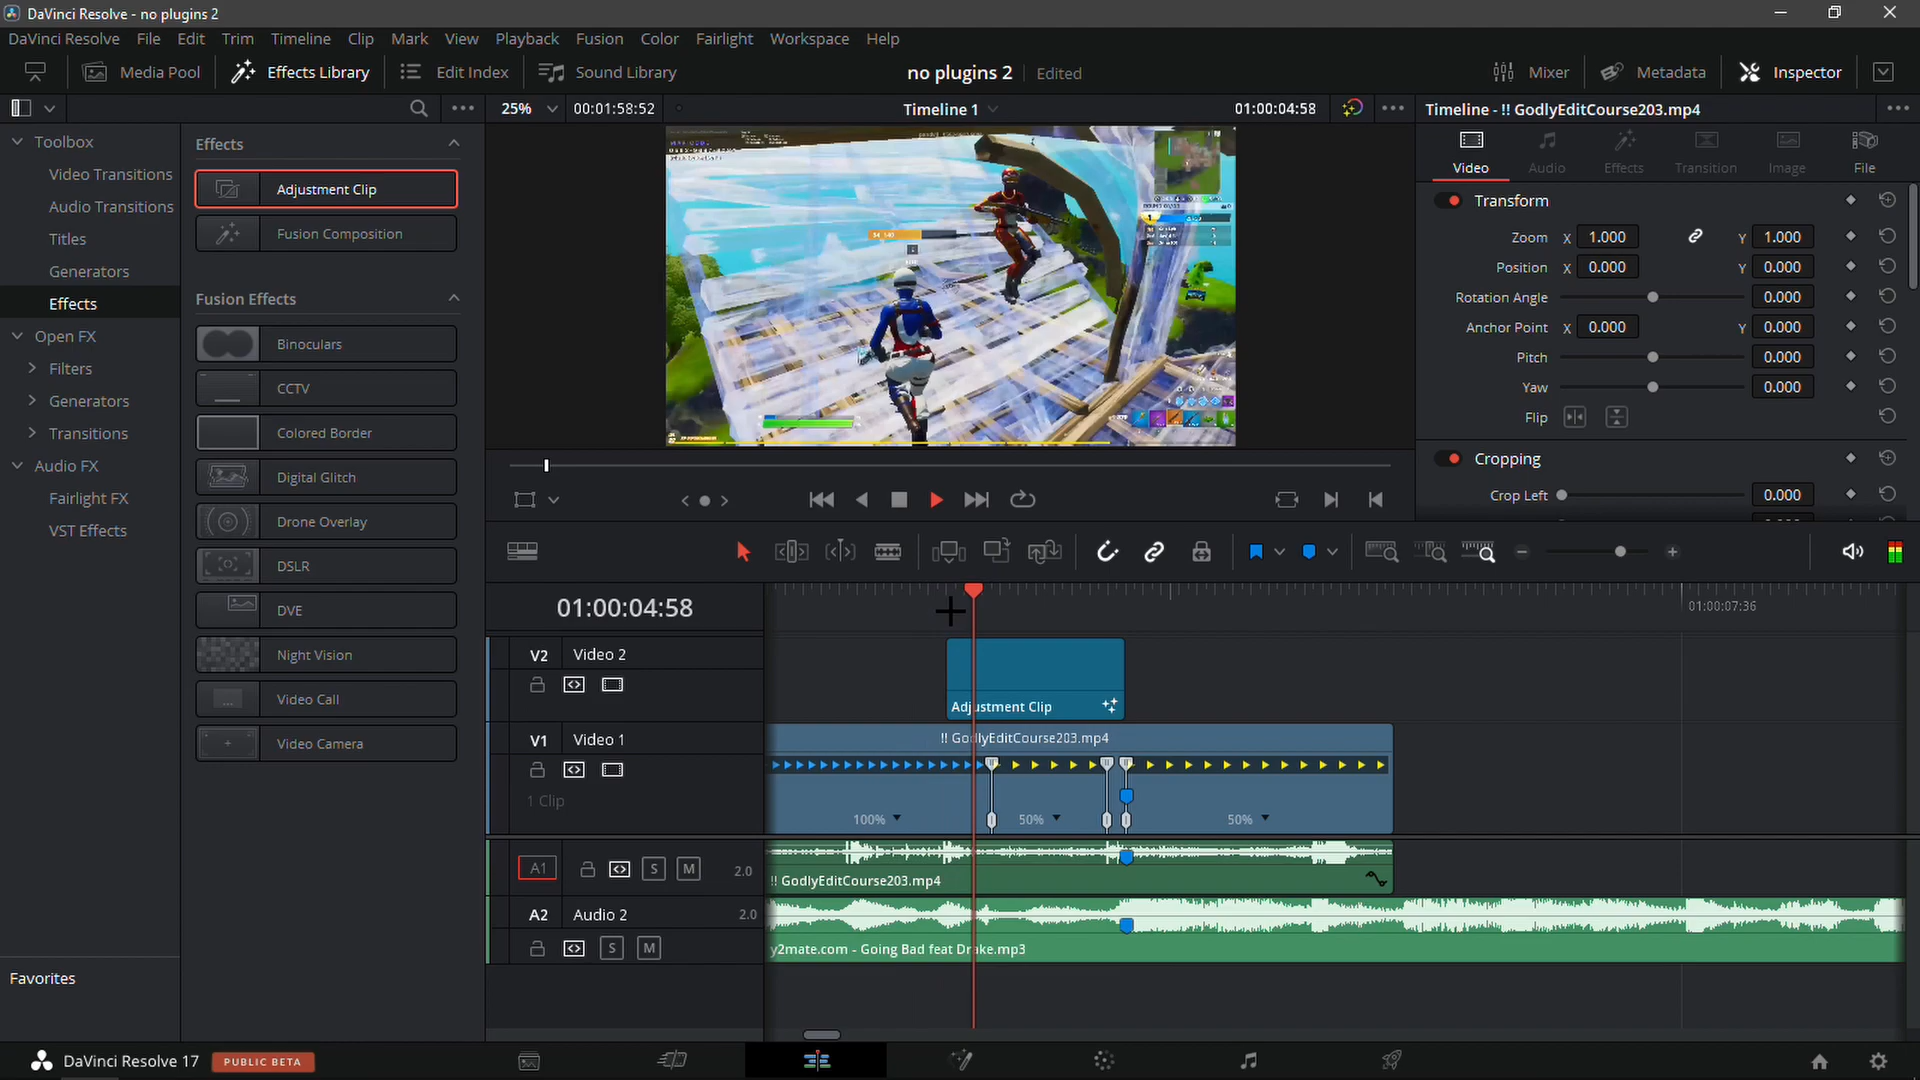 DaVinci Resolve - no plugins 2
DaVinci Resolve File Edit Trim Timeline Clip Mark View Playback Fusion Color Fairlight Workspace Help
Media Pool Effects Library Edit Index Sound Library no plugins 2 Edited Mixer Metadata Inspector
25% 00:01:58:52 Timeline 1 01:00:04:58 Timeline - !! GodlyEditCourse203.mp4
Toolbox
Video Transitions
Audio Transitions
Titles
Generators
Effects
Open FX
Filters
Generators
Transitions
Audio FX
Fairlight FX
VST Effects
Favorites
Effects
Adjustment Clip
Fusion Composition
Fusion Effects
Binoculars
CCTV
Colored Border
Digital Glitch
Drone Overlay
DSLR
DVE
Night Vision
Video Call
Video Camera
Video Audio Effects Transition Image File
Transform
Zoom X 1.000 Y 1.000
Position X 0.000 Y 0.000
Rotation Angle 0.000
Anchor Point X 0.000 Y 0.000
Pitch 0.000
Yaw 0.000
Flip
Cropping
Crop Left 0.000
01:00:04:58
01:00:07:36
V2 Video 2
Adjustment Clip
V1 Video 1
1 Clip
!! GodlyEditCourse203.mp4
100% 50% 50%
A1 S M 2.0
!! GodlyEditCourse203.mp4
A2 Audio 2 2.0
S M
y2mate.com - Going Bad feat Drake.mp3
DaVinci Resolve 17 PUBLIC BETA